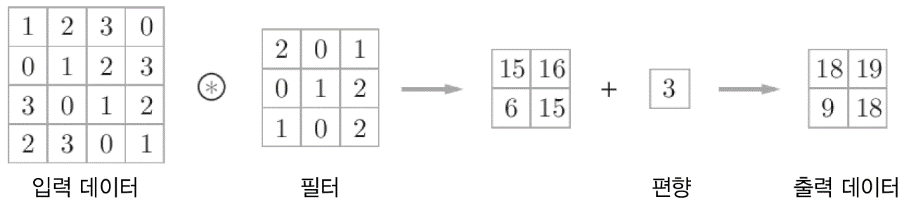 1 2 3 0
0 1 2 3
3 0 1 2
2 3 0 1
⊛
2 0 1
0 1 2
1 0 2
15 16
6 15
+
3
18 19
9 18
입력 데이터
필터
편향
출력 데이터